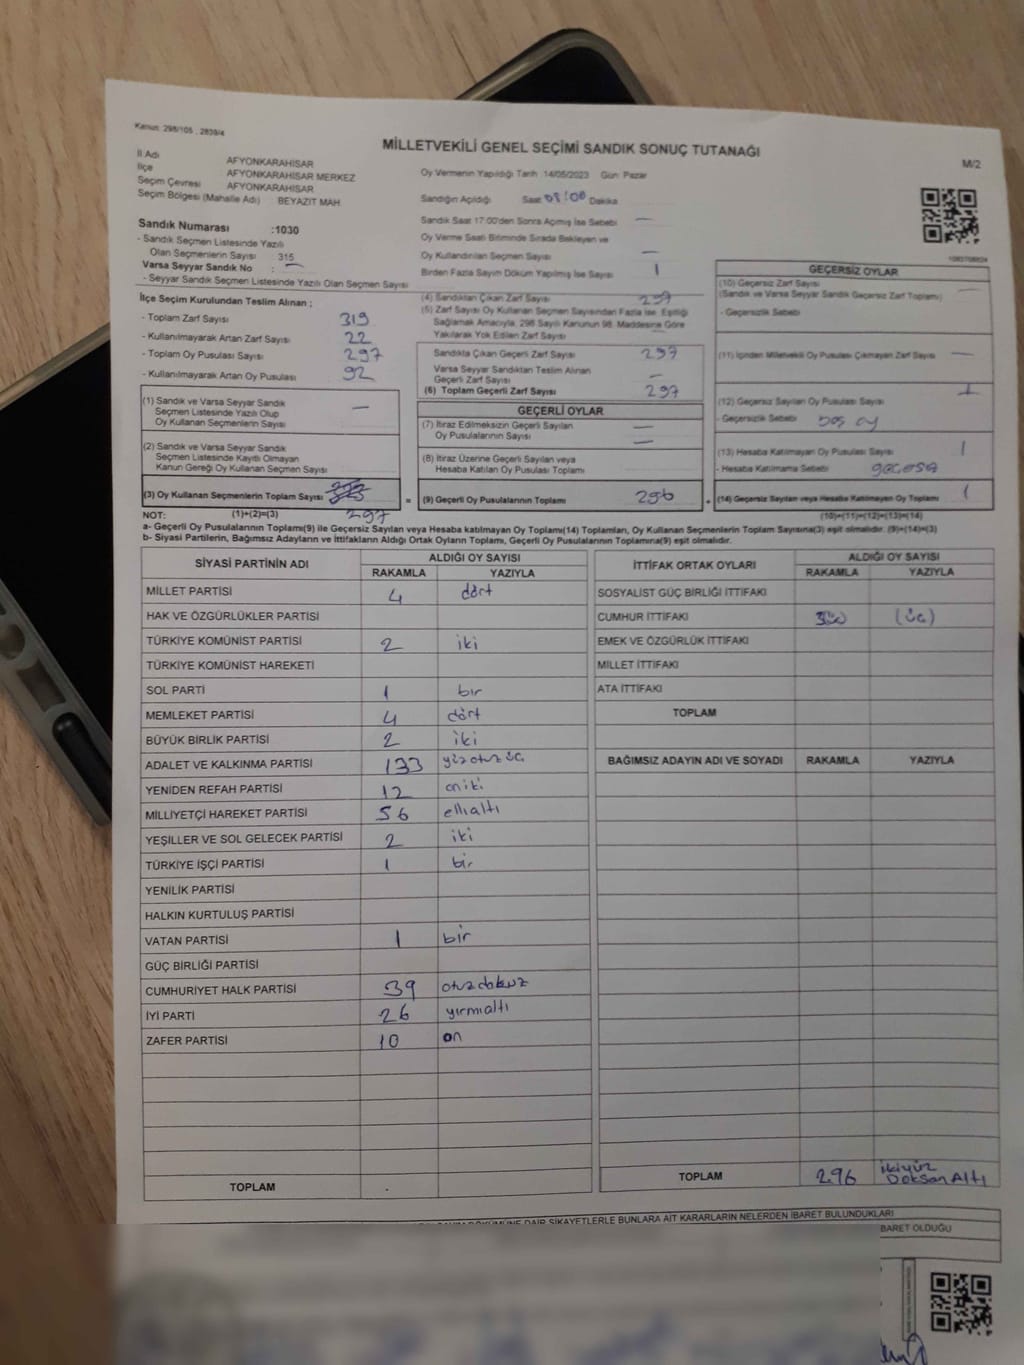 Kanun: 298/105, 2839/4
MİLLETVEKİLİ GENEL SEÇİMİ SANDIK SONUÇ TUTANAĞI
M/2
İl Adı AFYONKARAHİSAR
İlçe AFYONKARAHİSAR MERKEZ
Seçim Çevresi AFYONKARAHİSAR
Seçim Bölgesi (Mahalle Adı) : BEYAZIT MAH.
Oy Vermenin Yapıldığı Tarih :14/05/2023 Gün: Pazar
Sandığın Açıldığı Saat 08:00 Dakika
Sandık Saat 17:00'den Sonra Açılmış İse Sebebi —
Oy Verme Saati Bitiminde Sırada Bekleyen ve
Oy Kullandırılan Seçmen Sayısı —
Birden Fazla Sayım Döküm Yapılmış İse Sayısı 1
Sandık Numarası :1030
- Sandık Seçmen Listesinde Yazılı
Olan Seçmenlerin Sayısı 315
Varsa Seyyar Sandık No : —
- Seyyar Sandık Seçmen Listesinde Yazılı Olan Seçmen Sayısı :
İlçe Seçim Kurulundan Teslim Alınan ;
- Toplam Zarf Sayısı 319
- Kullanılmayarak Artan Zarf Sayısı 22
- Toplam Oy Pusulası Sayısı 297
- Kullanılmayarak Artan Oy Pusulası 92
(1) Sandık ve Varsa Seyyar Sandık
Seçmen Listesinde Yazılı Olup
Oy Kullanan Seçmenlerin Sayısı —
(2) Sandık ve Varsa Seyyar Sandık
Seçmen Listesinde Kayıtlı Olmayan
Kanun Gereği Oy Kullanan Seçmen Sayısı
(3) Oy Kullanan Seçmenlerin Toplam Sayısı
297
(4) Sandıktan Çıkan Zarf Sayısı 297
(5) Zarf Sayısı Oy Kullanan Seçmen Sayısından Fazla İse, Eşitliği
Sağlamak Amacıyla, 298 Sayılı Kanunun 98. Maddesine Göre
Yakılarak Yok Edilen Zarf Sayısı
Sandıkta Çıkan Geçerli Zarf Sayısı 297
Varsa Seyyar Sandıktan Teslim Alınan
Geçerli Zarf Sayısı —
(6) Toplam Geçerli Zarf Sayısı 297
GEÇERLİ OYLAR
(7) İtiraz Edilmeksizin Geçerli Sayılan
Oy Pusulalarının Sayısı —
(8) İtiraz Üzerine Geçerli Sayılan veya
Hesaba Katılan Oy Pusulası Toplamı —
= (9) Geçerli Oy Pusulalarının Toplamı 296 +
GEÇERSİZ OYLAR
(10) Geçersiz Zarf Sayısı
(Sandık ve Varsa Seyyar Sandık Geçersiz Zarf Toplamı) —
- Geçersizlik Sebebi
(11) İçinden Milletvekili Oy Pusulası Çıkmayan Zarf Sayısı —
(12) Geçersiz Sayılan Oy Pusulası Sayısı
- Geçersizlik Sebebi boş oy
(13) Hesaba Katılmayan Oy Pusulası Sayısı 1
- Hesaba Katılmama Sebebi
(14) Geçersiz Sayılan veya Hesaba Katılmayan Oy Toplamı 1
NOT: (1)+(2)=(3)
(10)+(11)+(12)+(13)=(14)
a- Geçerli Oy Pusulalarının Toplamı(9) ile Geçersiz Sayılan veya Hesaba katılmayan Oy Toplamı(14) Toplamları, Oy Kullanan Seçmenlerin Toplam Sayısına(3) eşit olmalıdır. (9)+(14)=(3)
b- Siyasi Partilerin, Bağımsız Adayların ve İttifakların Aldığı Ortak Oyların Toplamı, Geçerli Oy Pusulalarının Toplamına(9) eşit olmalıdır.
SİYASİ PARTİNİN ADI ALDIĞI OY SAYISI
RAKAMLA YAZIYLA
MİLLET PARTİSİ 4 dört
HAK VE ÖZGÜRLÜKLER PARTİSİ
TÜRKİYE KOMÜNİST PARTİSİ 2 iki
TÜRKİYE KOMÜNİST HAREKETİ
SOL PARTİ 1 bir
MEMLEKET PARTİSİ 4 dört
BÜYÜK BİRLİK PARTİSİ 2 iki
ADALET VE KALKINMA PARTİSİ 133 yüzotuzüç
YENİDEN REFAH PARTİSİ 12 oniki
MİLLİYETÇİ HAREKET PARTİSİ 56 ellialtı
YEŞİLLER VE SOL GELECEK PARTİSİ 2 iki
TÜRKİYE İŞÇİ PARTİSİ 1 bir
YENİLİK PARTİSİ
HALKIN KURTULUŞ PARTİSİ
VATAN PARTİSİ 1 bir
GÜÇ BİRLİĞİ PARTİSİ
CUMHURİYET HALK PARTİSİ 39 otuzdokuz
İYİ PARTİ 26 yirmialtı
ZAFER PARTİSİ 10 on
TOPLAM
İTTİFAK ORTAK OYLARI ALDIĞI OY SAYISI
RAKAMLA YAZIYLA
SOSYALİST GÜÇ BİRLİĞİ İTTİFAKI
CUMHUR İTTİFAKI (üç)
EMEK VE ÖZGÜRLÜK İTTİFAKI
MİLLET İTTİFAKI
ATA İTTİFAKI
TOPLAM
BAĞIMSIZ ADAYIN ADI VE SOYADI RAKAMLA YAZIYLA
TOPLAM 296 ikiyüz
Doksan Altı
DÖKÜMÜNE DAİR ŞİKAYETLERLE BUNLARA AİT KARARLARIN NELERDEN İBARET BULUNDUKLARI
İBARET OLDUĞU